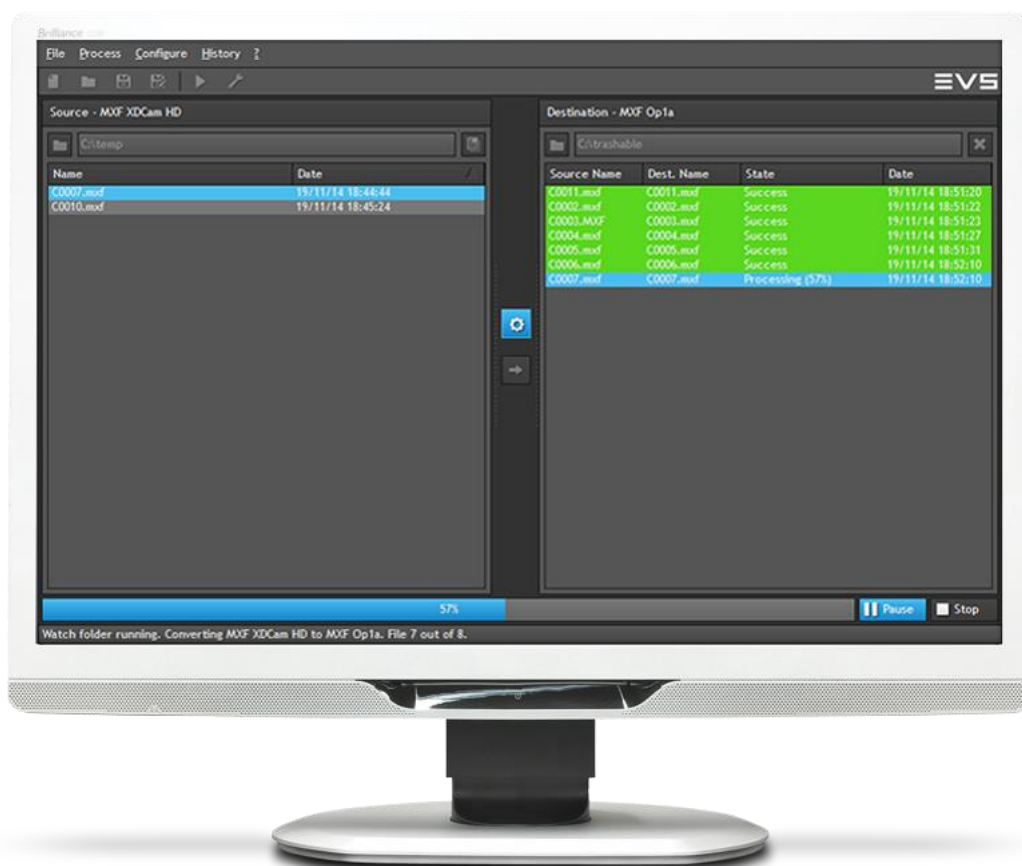 Brilliance
File Process Configure History ?
EVS
Source - MXF XDCam HD
Destination - MXF Op1a
C:\temp
C:\trashable
Name Date
Source Name Dest. Name State Date
C0007.mxf 19/11/14 18:44:44
C0010.mxf 19/11/14 18:45:24
C0011.mxf C0011.mxf Success 19/11/14 18:51:20
C0002.mxf C0002.mxf Success 19/11/14 18:51:22
C0003.MXF C0003.mxf Success 19/11/14 18:51:23
C0004.mxf C0004.mxf Success 19/11/14 18:51:27
C0005.mxf C0005.mxf Success 19/11/14 18:51:31
C0006.mxf C0006.mxf Success 19/11/14 18:52:10
C0007.mxf C0007.mxf Processing (57%) 19/11/14 18:52:10
57%
Pause Stop
Watch folder running. Converting MXF XDCam HD to MXF Op1a. File 7 out of 8.